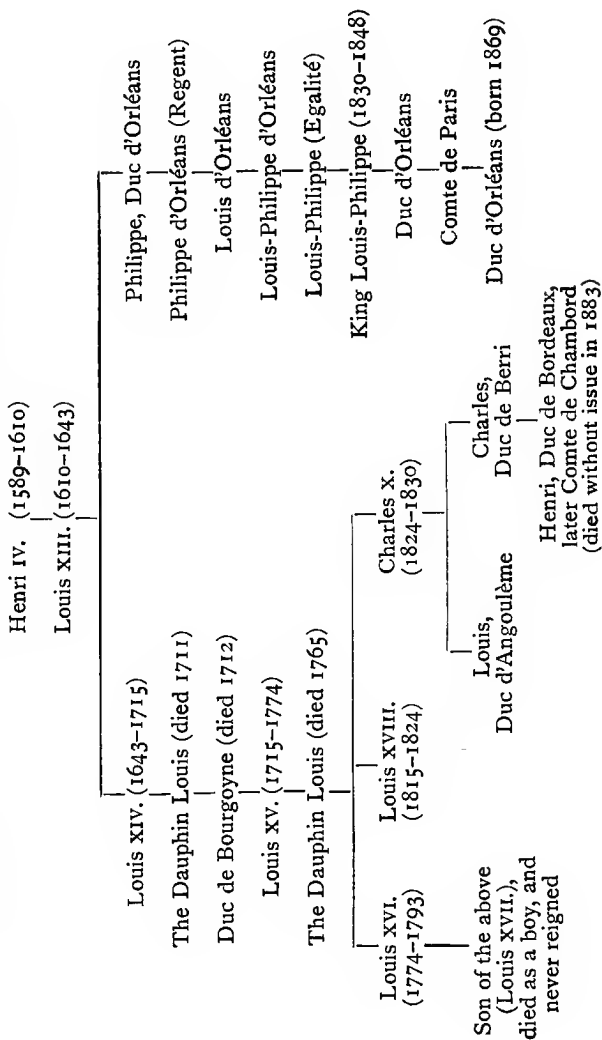 Henri IV. (1589–1610)
Louis XIII. (1610–1643)
Louis XIV. (1643–1715)
The Dauphin Louis (died 1711)
Duc de Bourgoyne (died 1712)
Louis XV. (1715–1774)
The Dauphin Louis (died 1765)
Louis XVI.
(1774–1793)
Son of the above
(Louis XVII.),
died as a boy, and
never reigned
Louis XVIII.
(1815–1824)
Charles X.
(1824–1830)
Louis,
Duc d'Angoulème
Charles,
Duc de Berri
Henri, Duc de Bordeaux,
later Comte de Chambord
(died without issue in 1883)
Philippe, Duc d'Orléans
Philippe d'Orléans (Regent)
Louis d'Orléans
Louis-Philippe d'Orléans
Louis-Philippe (Egalité)
King Louis-Philippe (1830–1848)
Duc d'Orléans
Comte de Paris
Duc d'Orléans (born 1869)